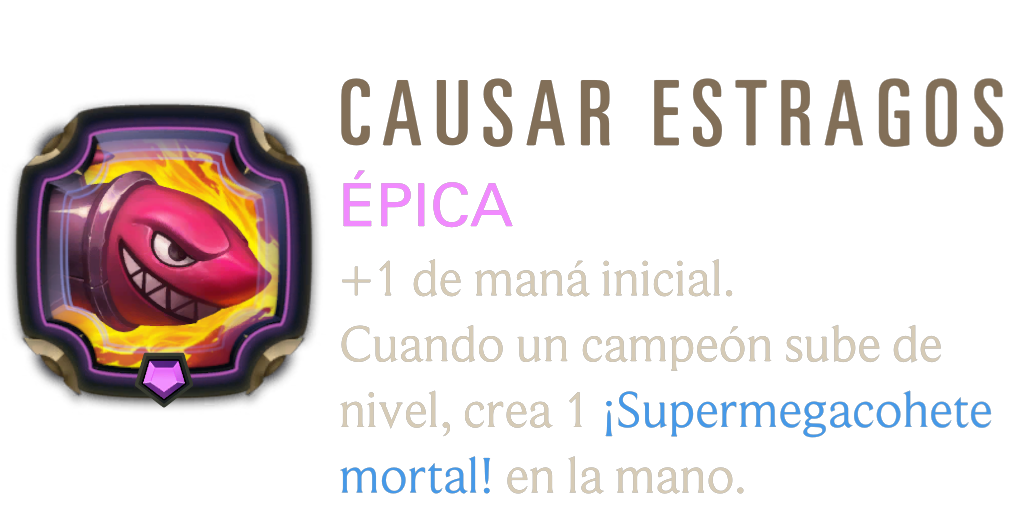 CAUSAR ESTRAGOS
ÉPICA
+1 de maná inicial.
Cuando un campeón sube de
nivel, crea 1 ¡Supermegacohete
mortal! en la mano.